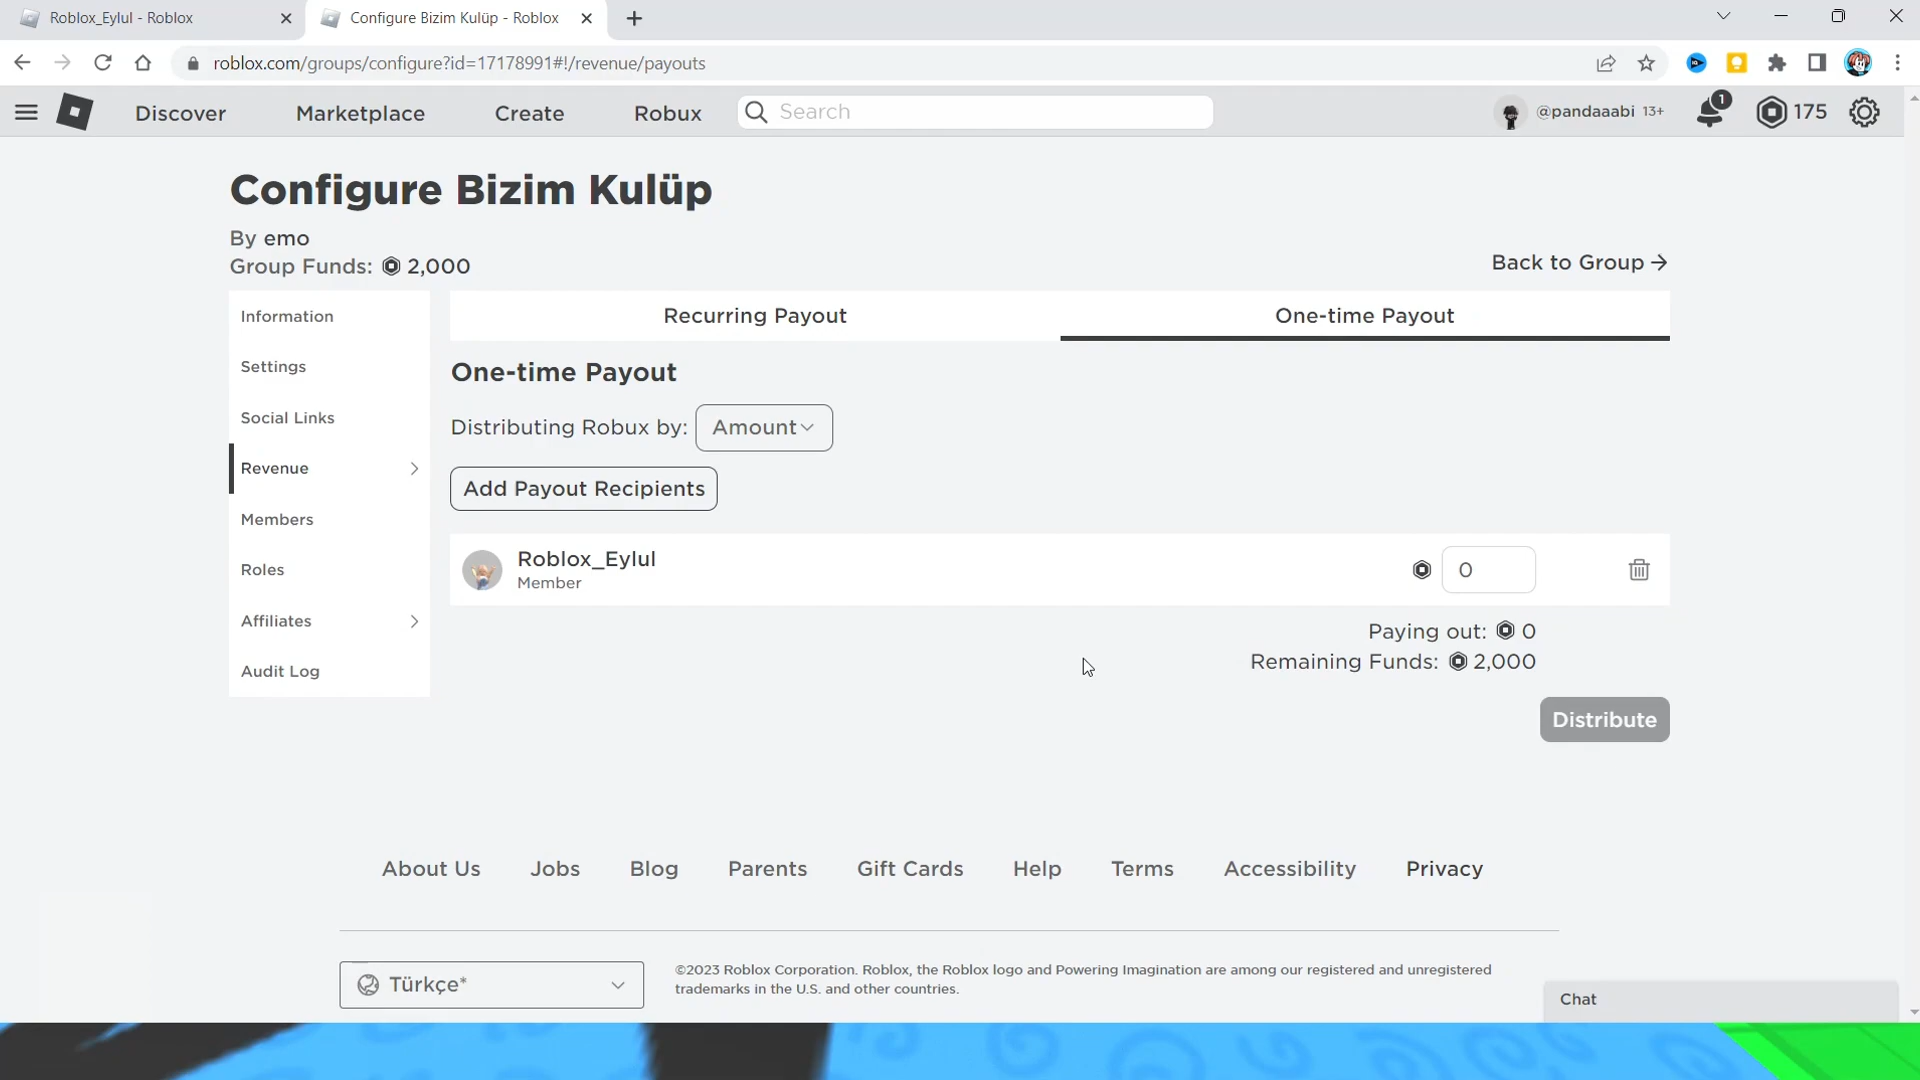 Roblox_Eylul - Roblox
Configure Bizim Kulüp - Roblox
roblox.com/groups/configure?id=17178991#!/revenue/payouts
Discover
Marketplace
Create
Robux
Search
@pandaaabi 13+
1
175
Configure Bizim Kulüp
By emo
Group Funds: 2,000
Back to Group
Information
Settings
Social Links
Revenue
Members
Roles
Affiliates
Audit Log
Recurring Payout
One-time Payout
One-time Payout
Distributing Robux by: Amount
Add Payout Recipients
Roblox_Eylul
Member
0
Paying out: 0
Remaining Funds: 2,000
Distribute
About Us
Jobs
Blog
Parents
Gift Cards
Help
Terms
Accessibility
Privacy
Türkçe*
©2023 Roblox Corporation. Roblox, the Roblox logo and Powering Imagination are among our registered and unregistered
trademarks in the U.S. and other countries.
Chat